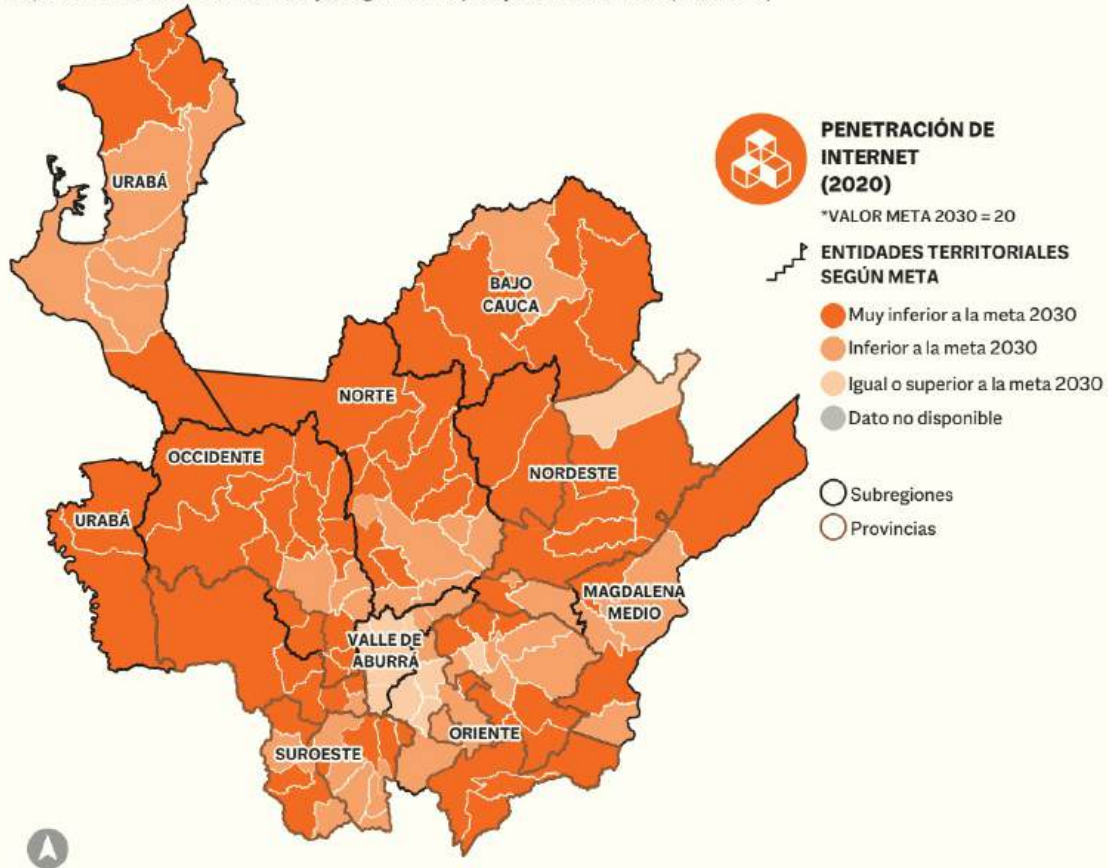 PENETRACIÓN DE
INTERNET
(2020)
*VALOR META 2030 = 20
ENTIDADES TERRITORIALES
SEGÚN META
Muy inferior a la meta 2030
Inferior a la meta 2030
Igual o superior a la meta 2030
Dato no disponible
Subregiones
Provincias
URABÁ
BAJO
CAUCA
NORTE
OCCIDENTE
NORDESTE
URABÁ
MAGDALENA
MEDIO
VALLE DE
ABURRÁ
ORIENTE
SUROESTE